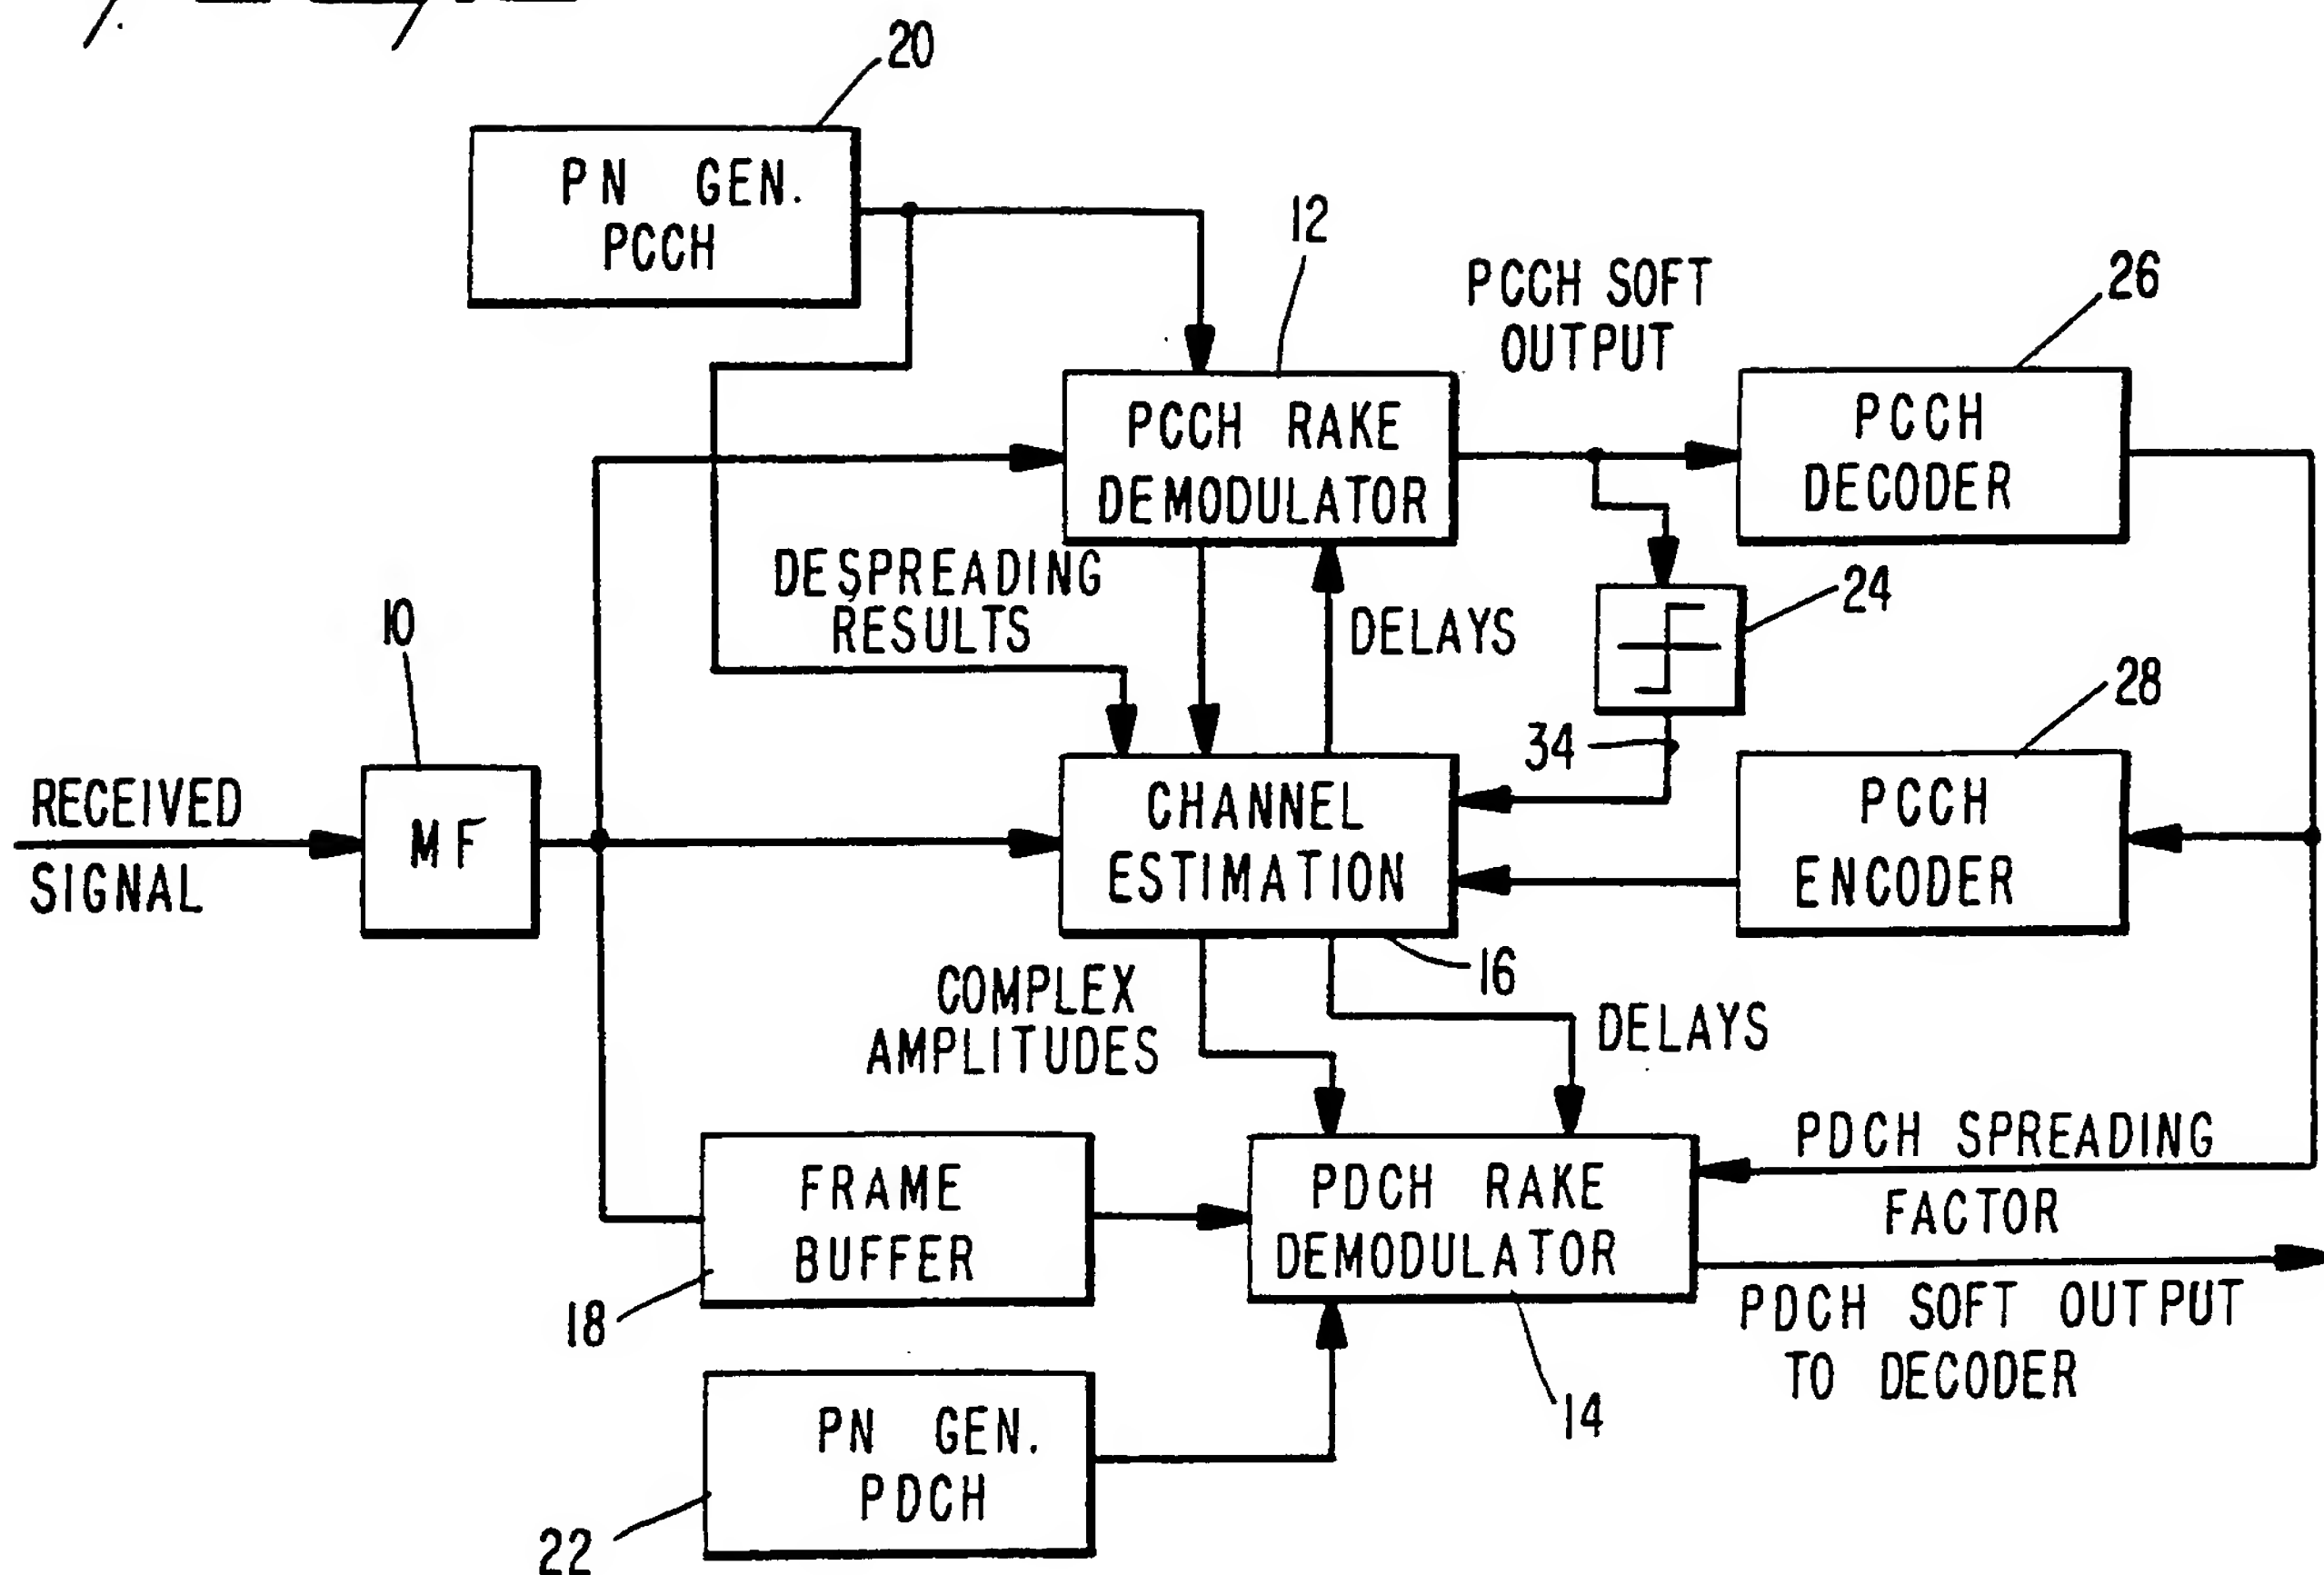 20
PN GEN.
PCCH
12
PCCH SOFT
OUTPUT
26
PCCH RAKE
DEMODULATOR
PCCH
DECODER
DESPREADING
RESULTS
DELAYS
24
10
34
28
RECEIVED
SIGNAL
MF
CHANNEL
ESTIMATION
PCCH
ENCODER
16
COMPLEX
AMPLITUDES
DELAYS
FRAME
BUFFER
18
PDCH RAKE
DEMODULATOR
PDCH SPREADING
FACTOR
PDCH SOFT OUTPUT
TO DECODER
14
PN GEN.
PDCH
22